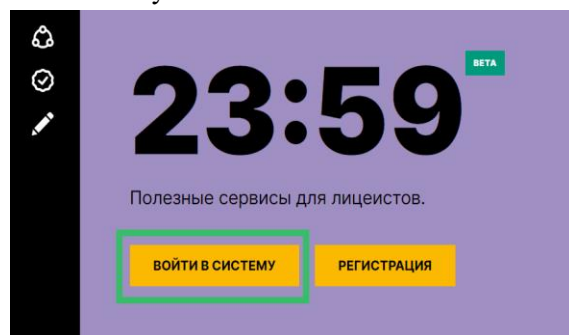 23:59
BETA
Полезные сервисы для лицеистов.
ВОЙТИ В СИСТЕМУ
РЕГИСТРАЦИЯ